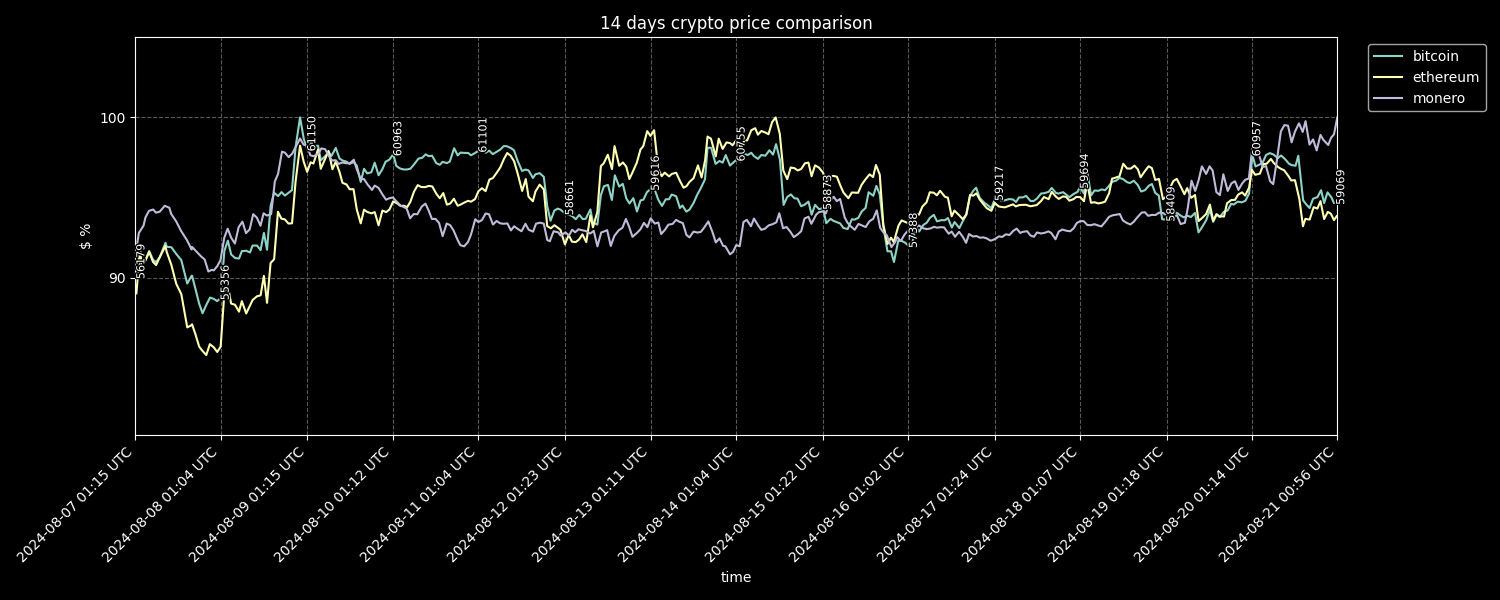 14 days crypto price comparison
bitcoin
ethereum
monero
$ %
100
90
56179
55356
61150
60963
61101
58661
59616
60755
58873
57388
59217
59694
58409
60957
59069
2024-08-07 01:15 UTC
2024-08-08 01:04 UTC
2024-08-09 01:15 UTC
2024-08-10 01:12 UTC
2024-08-11 01:04 UTC
2024-08-12 01:23 UTC
2024-08-13 01:11 UTC
2024-08-14 01:04 UTC
2024-08-15 01:22 UTC
2024-08-16 01:02 UTC
2024-08-17 01:24 UTC
2024-08-18 01:07 UTC
2024-08-19 01:18 UTC
2024-08-20 01:14 UTC
2024-08-21 00:56 UTC
time